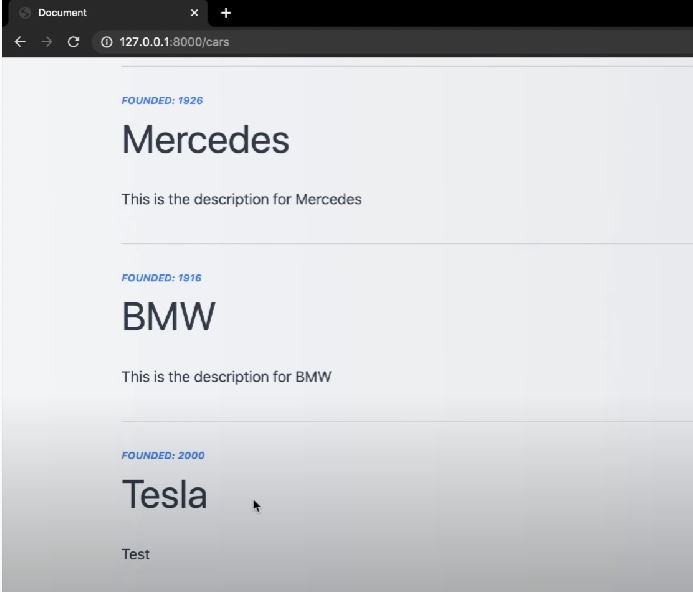 Document
127.0.0.1:8000/cars
FOUNDED: 1926
Mercedes
This is the description for Mercedes
FOUNDED: 1916
BMW
This is the description for BMW
FOUNDED: 2000
Tesla
Test